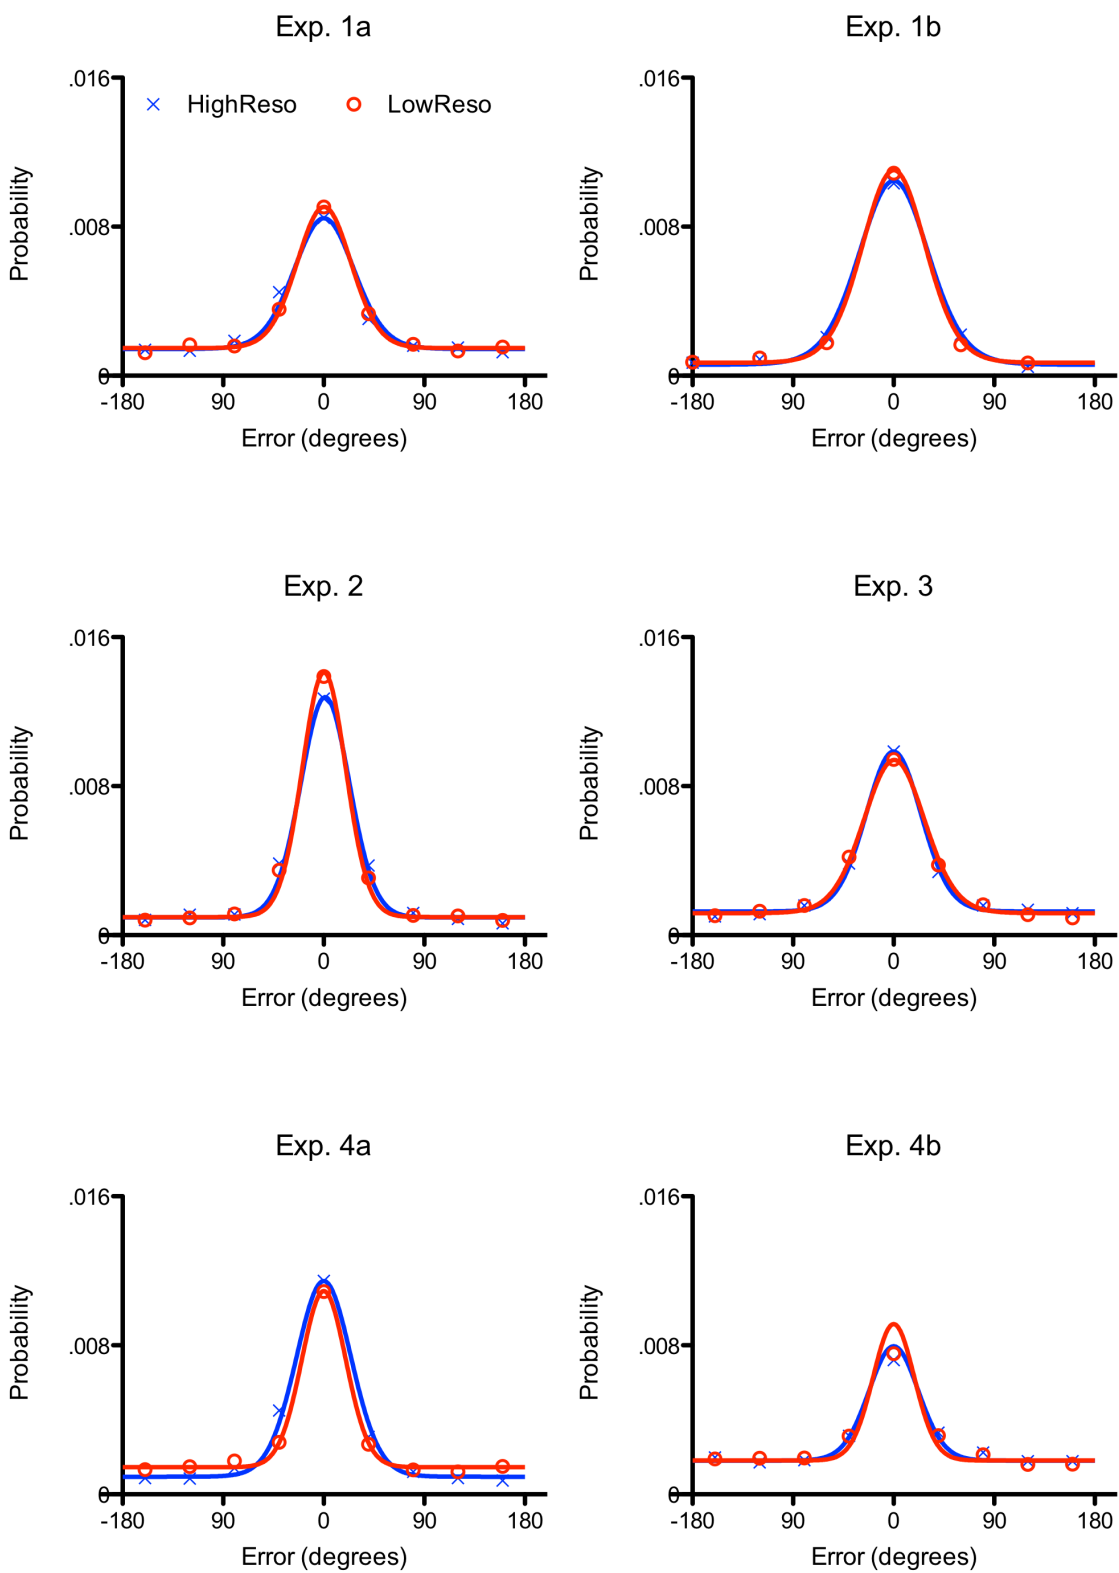 Exp. 1a
.016
HighReso LowReso
Probability
.008
0
-180 90 0 90 180
Error (degrees)
Exp. 1b
.016
Probability
.008
0
-180 90 0 90 180
Error (degrees)
Exp. 2
.016
Probability
.008
0
-180 90 0 90 180
Error (degrees)
Exp. 3
.016
Probability
.008
0
-180 90 0 90 180
Error (degrees)
Exp. 4a
.016
Probability
.008
0
-180 90 0 90 180
Error (degrees)
Exp. 4b
.016
Probability
.008
0
-180 90 0 90 180
Error (degrees)